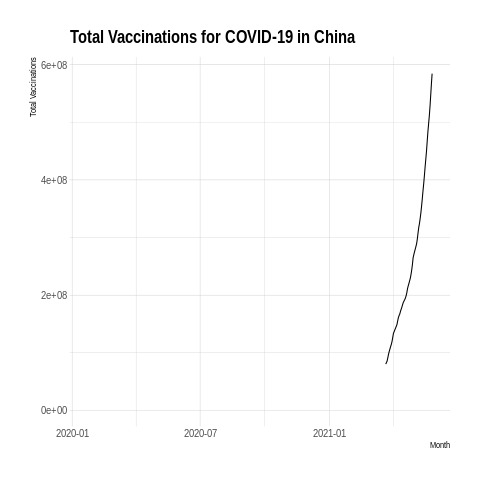 Total Vaccinations for COVID-19 in China
Total Vaccinations
6e+08
4e+08
2e+08
0e+00
2020-01 2020-07 2021-01
Month